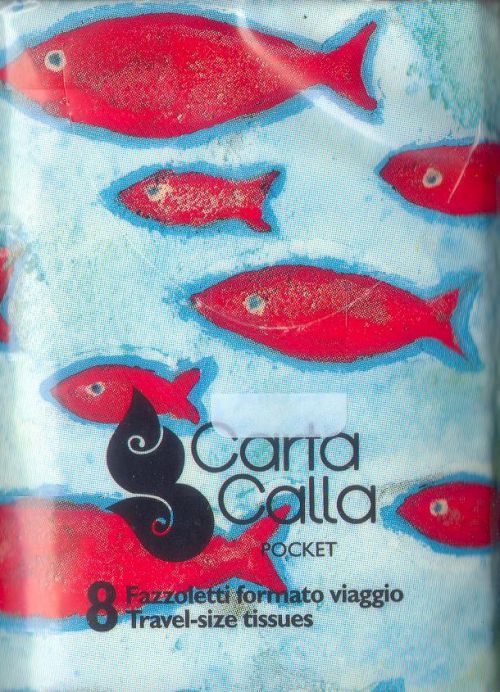 Carta
Calla
POCKET
8 Fazzoletti formato viaggio
Travel-size tissues